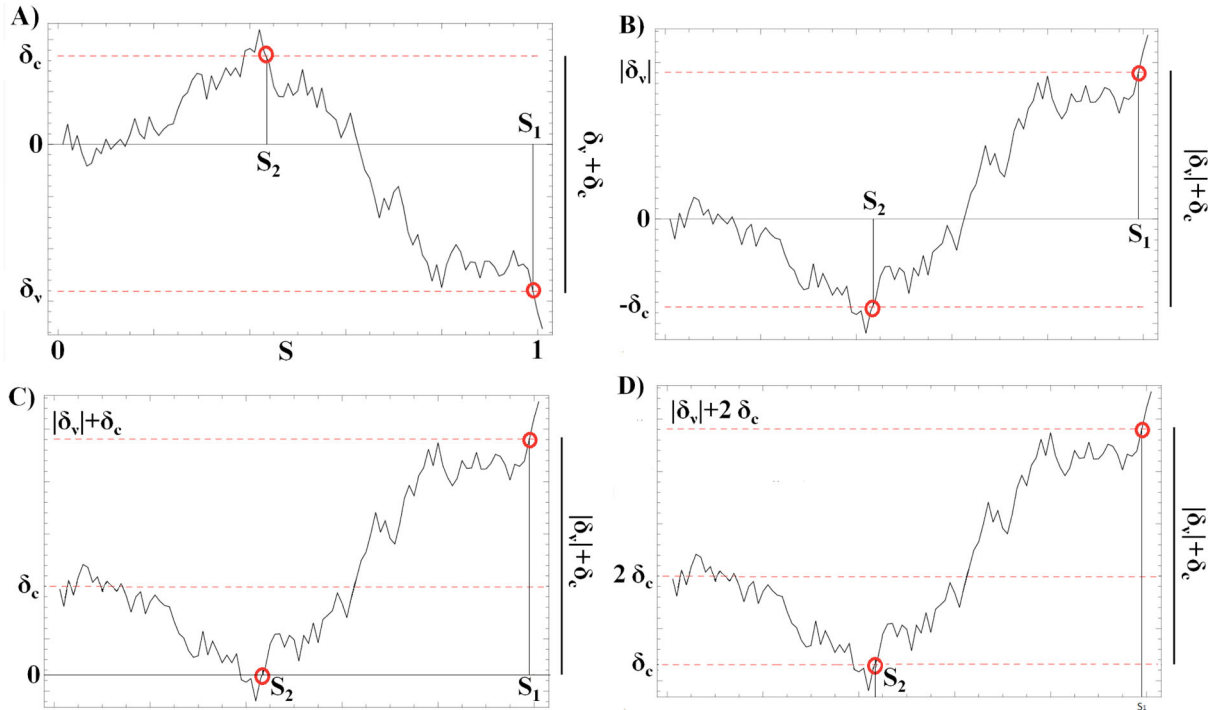 A)
δc
0
δv
S2
S1
δv + δc
0
S
1
B)
|δv|
0
-δc
S2
S1
|δv|+δc
C)
|δv|+δc
δc
0
S2
S1
|δv|+δc
D)
|δv|+2 δc
2 δc
δc
S2
S1
|δv|+δc